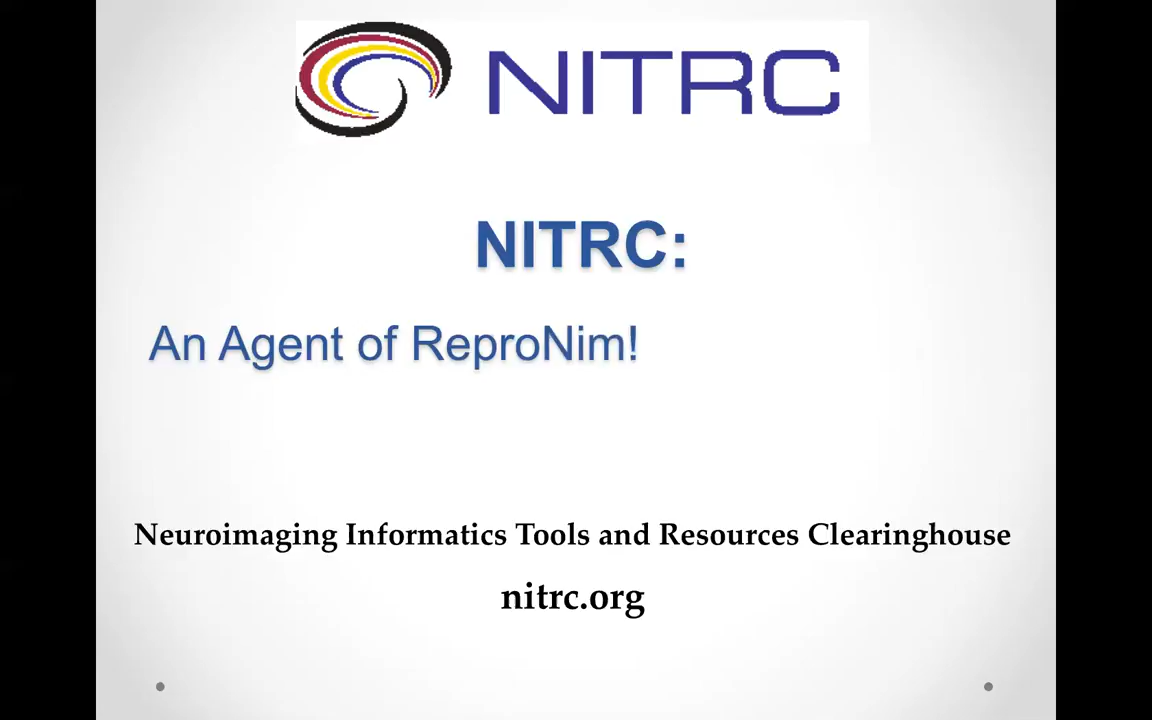 NITRC
NITRC:
An Agent of ReproNim!
Neuroimaging Informatics Tools and Resources Clearinghouse
nitrc.org